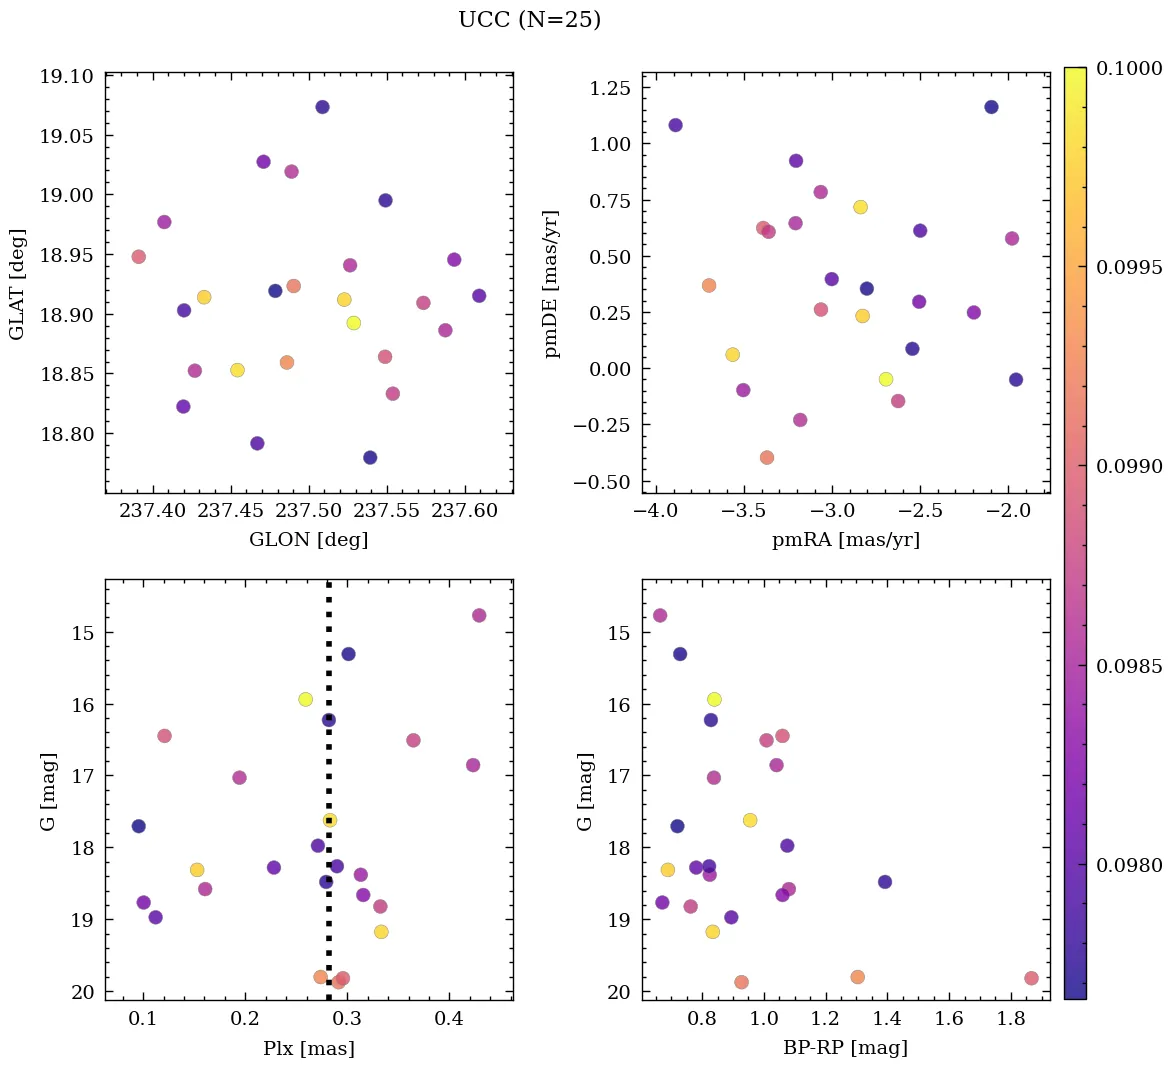 UCC (N=25)
19.10
19.05
19.00
18.95
18.90
18.85
18.80
GLAT [deg]
237.40 237.45 237.50 237.55 237.60
GLON [deg]
1.25
1.00
0.75
0.50
0.25
0.00
−0.25
−0.50
pmDE [mas/yr]
−4.0 −3.5 −3.0 −2.5 −2.0
pmRA [mas/yr]
0.1000
0.0995
0.0990
0.0985
0.0980
15
16
17
18
19
20
G [mag]
0.1 0.2 0.3 0.4
Plx [mas]
15
16
17
18
19
20
G [mag]
0.8 1.0 1.2 1.4 1.6 1.8
BP-RP [mag]